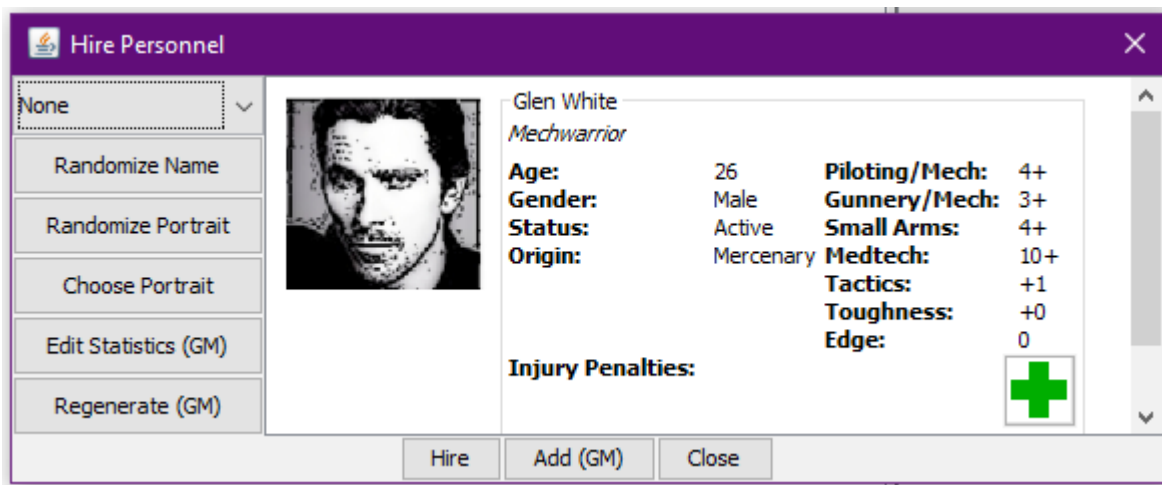 Hire Personnel
None
Randomize Name
Randomize Portrait
Choose Portrait
Edit Statistics (GM)
Regenerate (GM)
Glen White
Mechwarrior
Age: 26 Piloting/Mech: 4+
Gender: Male Gunnery/Mech: 3+
Status: Active Small Arms: 4+
Origin: Mercenary Medtech: 10+
Tactics: +1
Toughness: +0
Edge: 0
Injury Penalties:
Hire Add (GM) Close